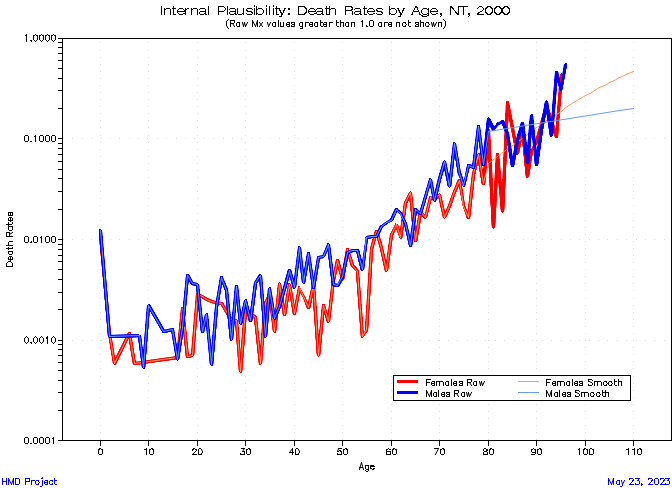 Internal Plausibility: Death Rates by Age, NT, 2000
(Raw Mx values greater than 1.0 are not shown)
1.0000
0.1000
0.0100
0.0010
0.0001
Death Rates
0 10 20 30 40 50 60 70 80 90 100 110
Age
Females Raw Females Smooth
Males Raw Males Smooth
HMD Project May 23, 2023